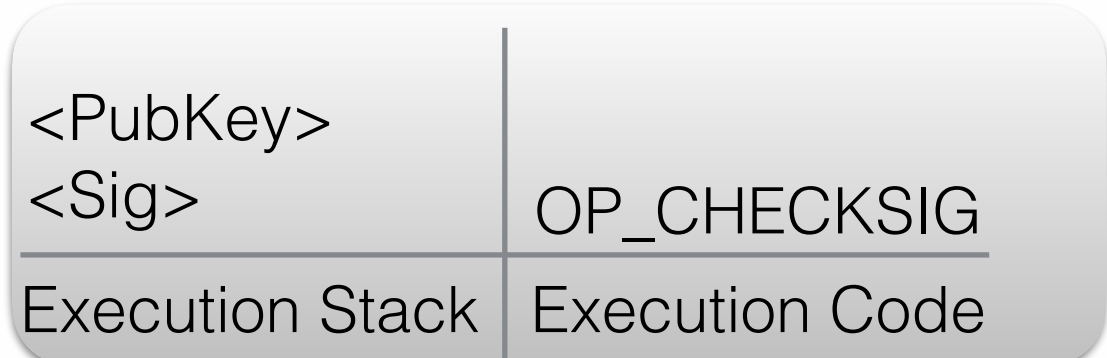 <PubKey>
<Sig>
OP_CHECKSIG
Execution Stack
Execution Code